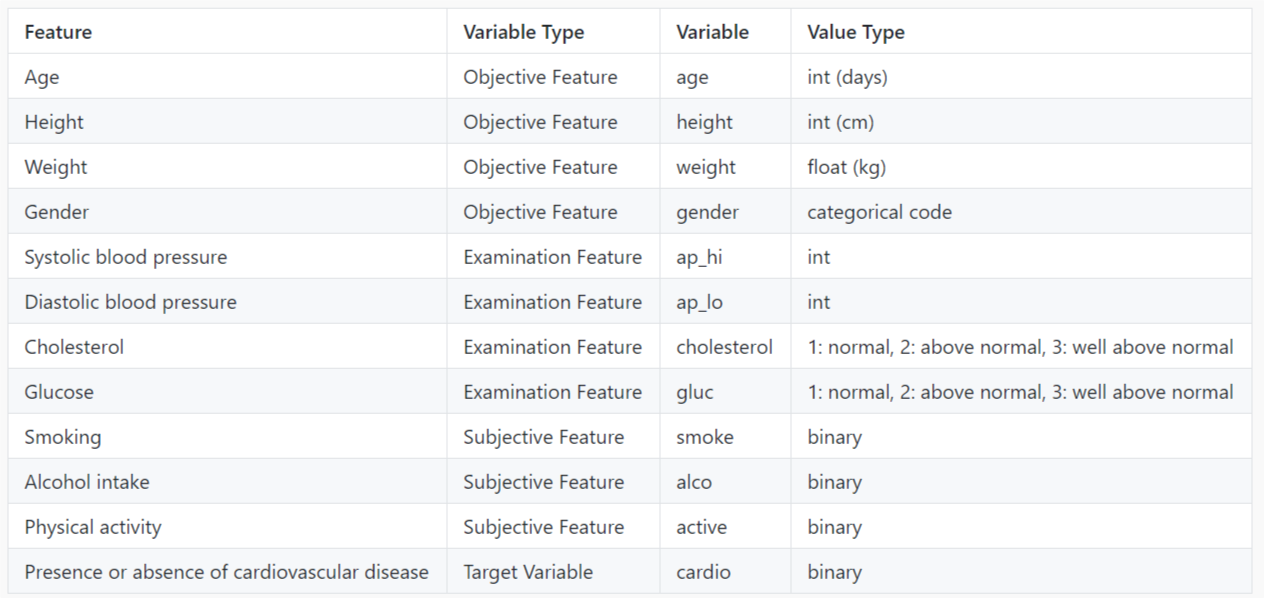 Feature Variable Type Variable Value Type
Age Objective Feature age int (days)
Height Objective Feature height int (cm)
Weight Objective Feature weight float (kg)
Gender Objective Feature gender categorical code
Systolic blood pressure Examination Feature ap_hi int
Diastolic blood pressure Examination Feature ap_lo int
Cholesterol Examination Feature cholesterol 1: normal, 2: above normal, 3: well above normal
Glucose Examination Feature gluc 1: normal, 2: above normal, 3: well above normal
Smoking Subjective Feature smoke binary
Alcohol intake Subjective Feature alco binary
Physical activity Subjective Feature active binary
Presence or absence of cardiovascular disease Target Variable cardio binary